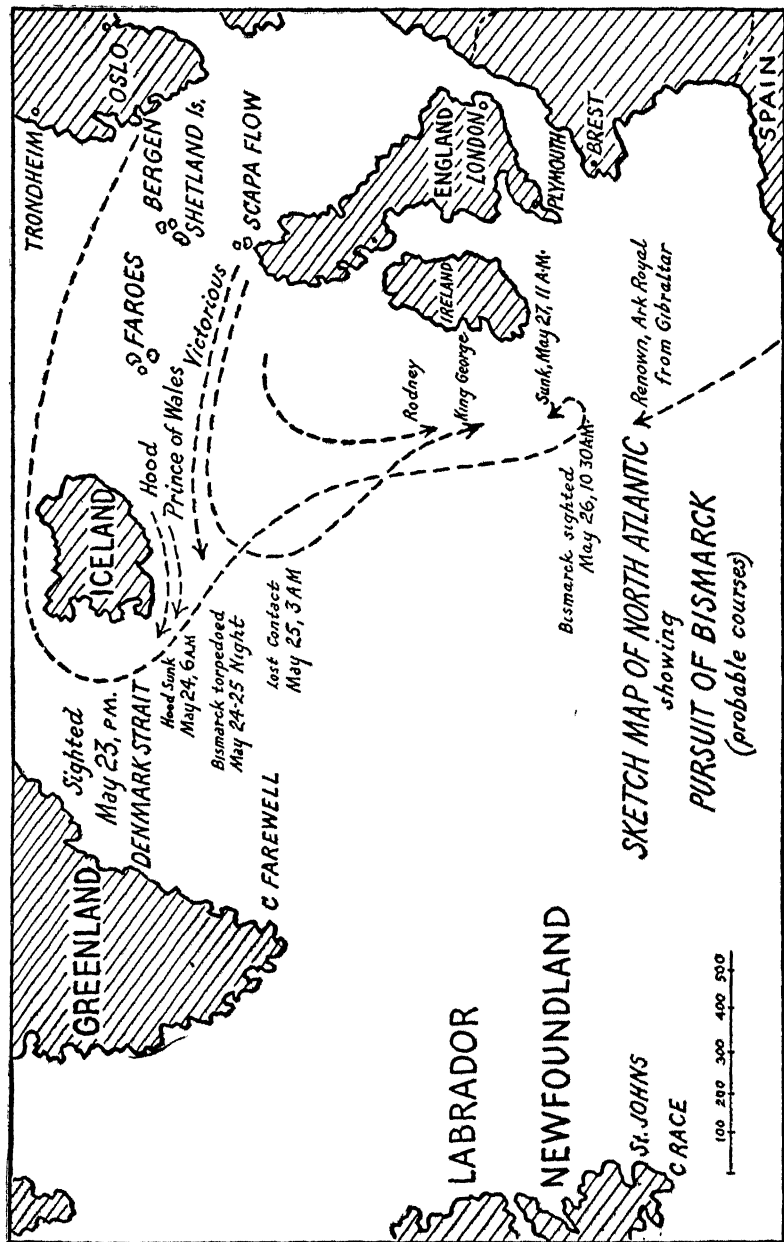 TRONDHEIM
OSLO
BERGEN
SHETLAND Is.
FAROES
SCAPA FLOW
ICELAND
Hood
Prince of Wales
Victorious
Sighted
May 23, P.M.
DENMARK STRAIT
Hood Sunk
May 24, 6 A.M
Bismarck torpedoed
May 24-25 Night
Lost Contact
May 25, 3 AM
GREENLAND
C FAREWELL
ENGLAND
LONDON
IRELAND
PLYMOUTH
BREST
SPAIN
Rodney
King George
Sunk, May 27, 11 A.M.
Bismarck sighted
May 26, 10 30 A.M.
Renown, Ark Royal
from Gibraltar
LABRADOR
NEWFOUNDLAND
St. JOHNS
C RACE
SKETCH MAP OF NORTH ATLANTIC
showing
PURSUIT OF BISMARCK
(probable courses)
100 200 300 400 500